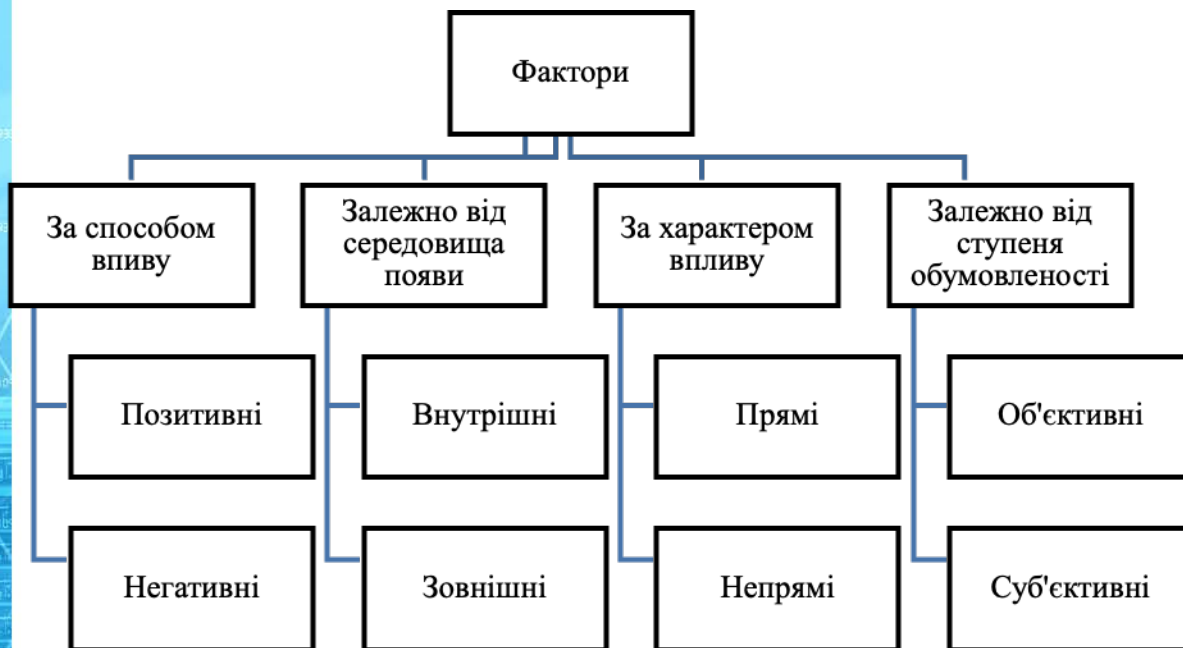 Фактори
За способом
впиву
Залежно від
середовища
появи
За характером
впливу
Залежно від
ступеня
обумовленості
Позитивні
Внутрішні
Прямі
Об'єктивні
Негативні
Зовнішні
Непрямі
Суб'єктивні